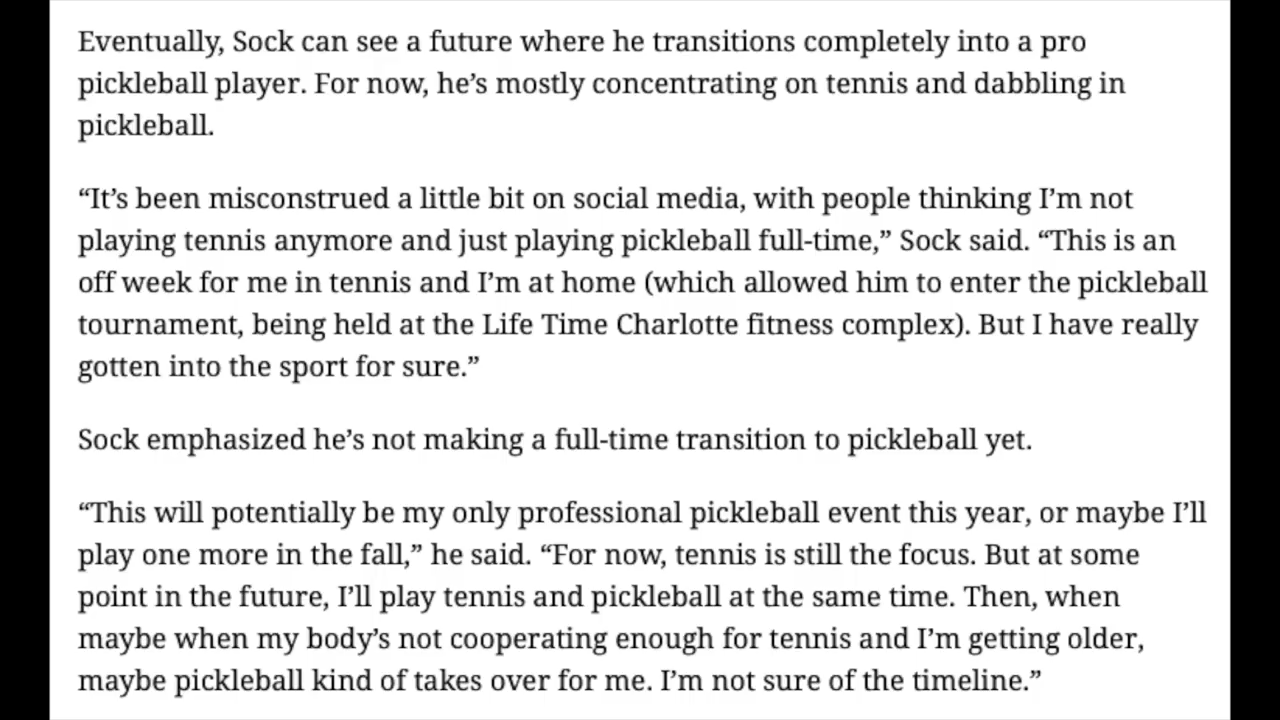 Eventually, Sock can see a future where he transitions completely into a pro
pickleball player. For now, he’s mostly concentrating on tennis and dabbling in
pickleball.
“It’s been misconstrued a little bit on social media, with people thinking I’m not
playing tennis anymore and just playing pickleball full-time,” Sock said. “This is an
off week for me in tennis and I’m at home (which allowed him to enter the pickleball
tournament, being held at the Life Time Charlotte fitness complex). But I have really
gotten into the sport for sure.”
Sock emphasized he’s not making a full-time transition to pickleball yet.
“This will potentially be my only professional pickleball event this year, or maybe I’ll
play one more in the fall,” he said. “For now, tennis is still the focus. But at some
point in the future, I’ll play tennis and pickleball at the same time. Then, when
maybe when my body’s not cooperating enough for tennis and I’m getting older,
maybe pickleball kind of takes over for me. I’m not sure of the timeline.”